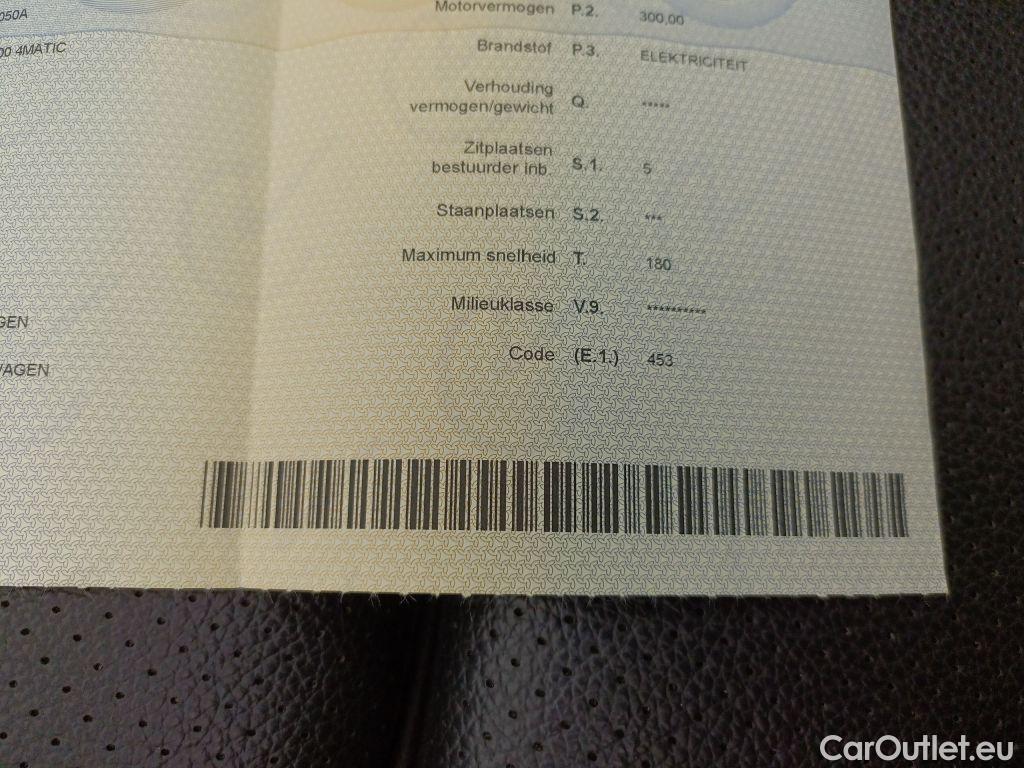 050A
00 4MATIC
GEN
WAGEN
Motorvermogen P.2. 300,00
Brandstof P.3. ELEKTRICITEIT
Verhouding
vermogen/gewicht Q. *****
Zitplaatsen
bestuurder inb. S.1. 5
Staanplaatsen S.2. ***
Maximum snelheid T. 180
Milieuklasse V.9. **********
Code (E.1.) 453
CarOutlet.eu